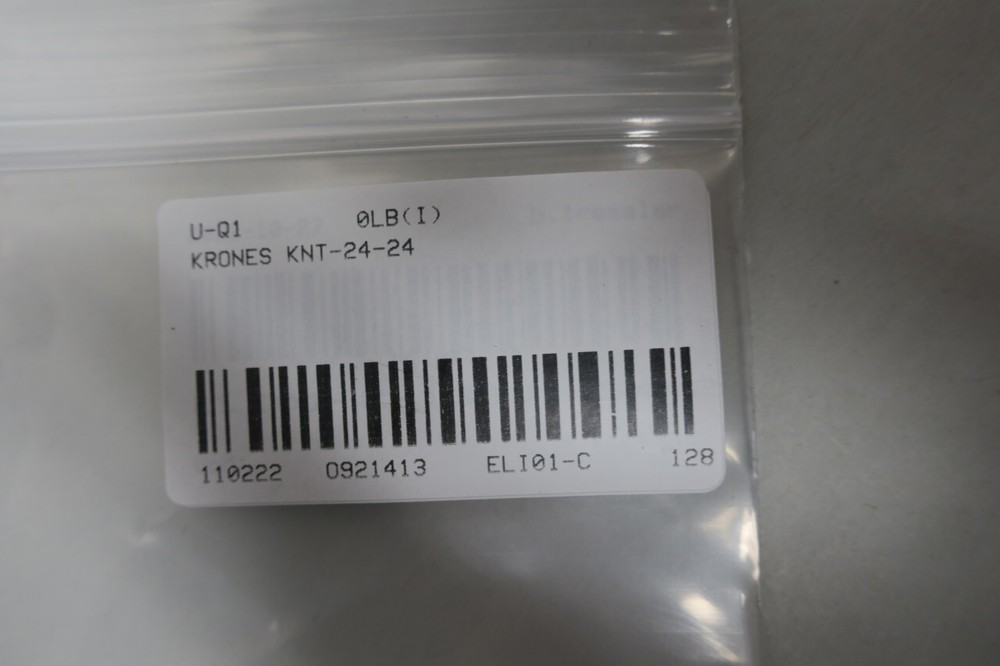 U-Q1 0LB(I)
KRONES KNT-24-24
110222 0921413 ELI01-C 128